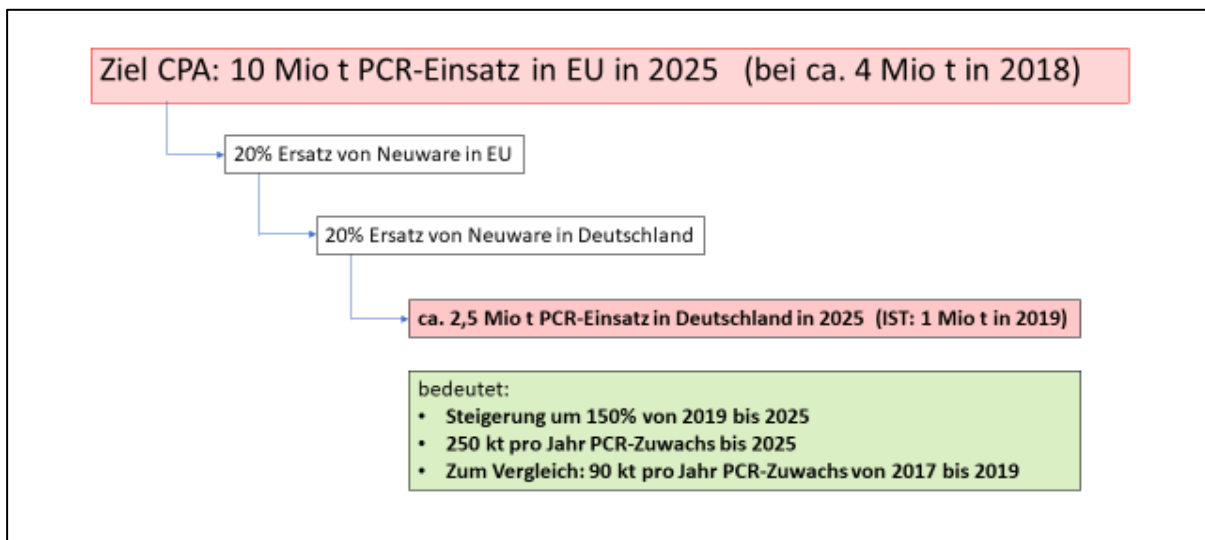 Ziel CPA: 10 Mio t PCR-Einsatz in EU in 2025 (bei ca. 4 Mio t in 2018)
20% Ersatz von Neuware in EU
20% Ersatz von Neuware in Deutschland
ca. 2,5 Mio t PCR-Einsatz in Deutschland in 2025 (IST: 1 Mio t in 2019)
bedeutet:
• Steigerung um 150% von 2019 bis 2025
• 250 kt pro Jahr PCR-Zuwachs bis 2025
• Zum Vergleich: 90 kt pro Jahr PCR-Zuwachs von 2017 bis 2019